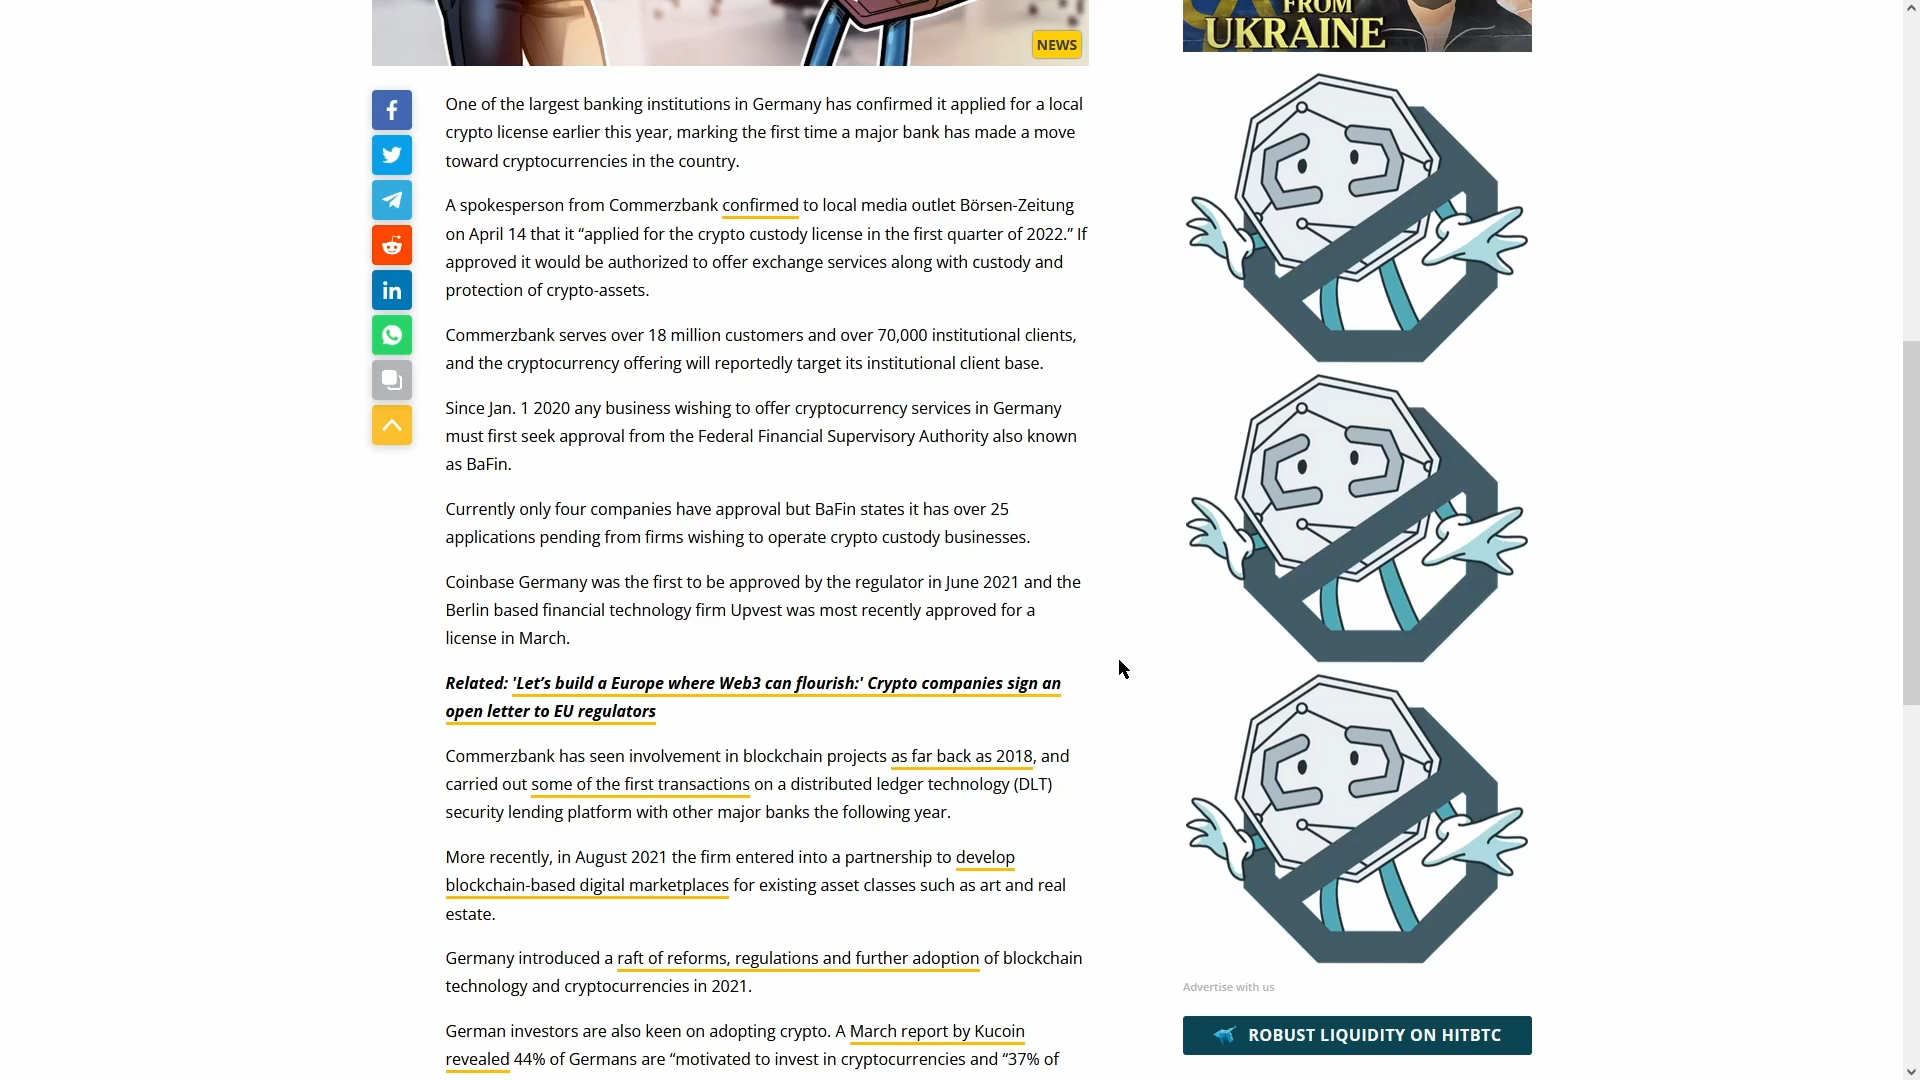 FROM
UKRAINE
NEWS
One of the largest banking institutions in Germany has confirmed it applied for a local
crypto license earlier this year, marking the first time a major bank has made a move
toward cryptocurrencies in the country.
A spokesperson from Commerzbank confirmed to local media outlet Börsen-Zeitung
on April 14 that it “applied for the crypto custody license in the first quarter of 2022.” If
approved it would be authorized to offer exchange services along with custody and
protection of crypto-assets.
Commerzbank serves over 18 million customers and over 70,000 institutional clients,
and the cryptocurrency offering will reportedly target its institutional client base.
Since Jan. 1 2020 any business wishing to offer cryptocurrency services in Germany
must first seek approval from the Federal Financial Supervisory Authority also known
as BaFin.
Currently only four companies have approval but BaFin states it has over 25
applications pending from firms wishing to operate crypto custody businesses.
Coinbase Germany was the first to be approved by the regulator in June 2021 and the
Berlin based financial technology firm Upvest was most recently approved for a
license in March.
Related: 'Let’s build a Europe where Web3 can flourish:' Crypto companies sign an
open letter to EU regulators
Commerzbank has seen involvement in blockchain projects as far back as 2018, and
carried out some of the first transactions on a distributed ledger technology (DLT)
security lending platform with other major banks the following year.
More recently, in August 2021 the firm entered into a partnership to develop
blockchain-based digital marketplaces for existing asset classes such as art and real
estate.
Germany introduced a raft of reforms, regulations and further adoption of blockchain
technology and cryptocurrencies in 2021.
German investors are also keen on adopting crypto. A March report by Kucoin
revealed 44% of Germans are “motivated to invest in cryptocurrencies and “37% of
Advertise with us
ROBUST LIQUIDITY ON HITBTC